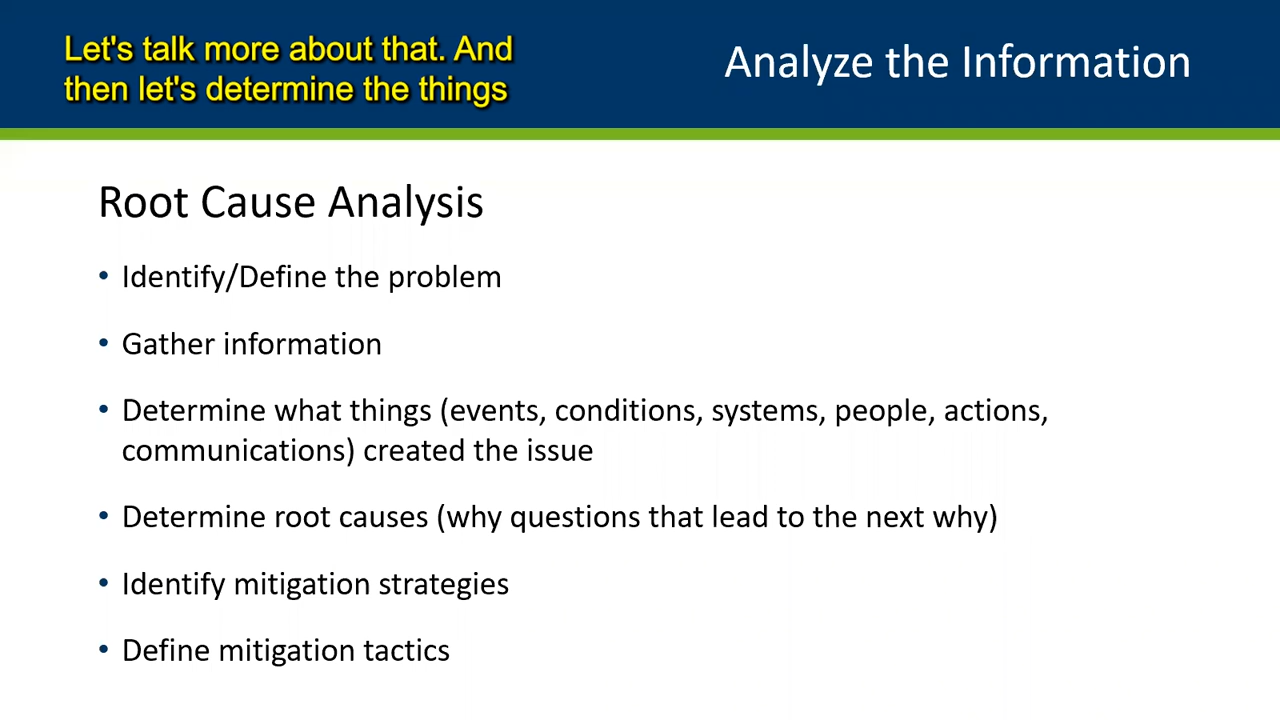 Let's talk more about that. And
then let's determine the things
Analyze the Information
Root Cause Analysis
• Identify/Define the problem
• Gather information
• Determine what things (events, conditions, systems, people, actions,
communications) created the issue
• Determine root causes (why questions that lead to the next why)
• Identify mitigation strategies
• Define mitigation tactics